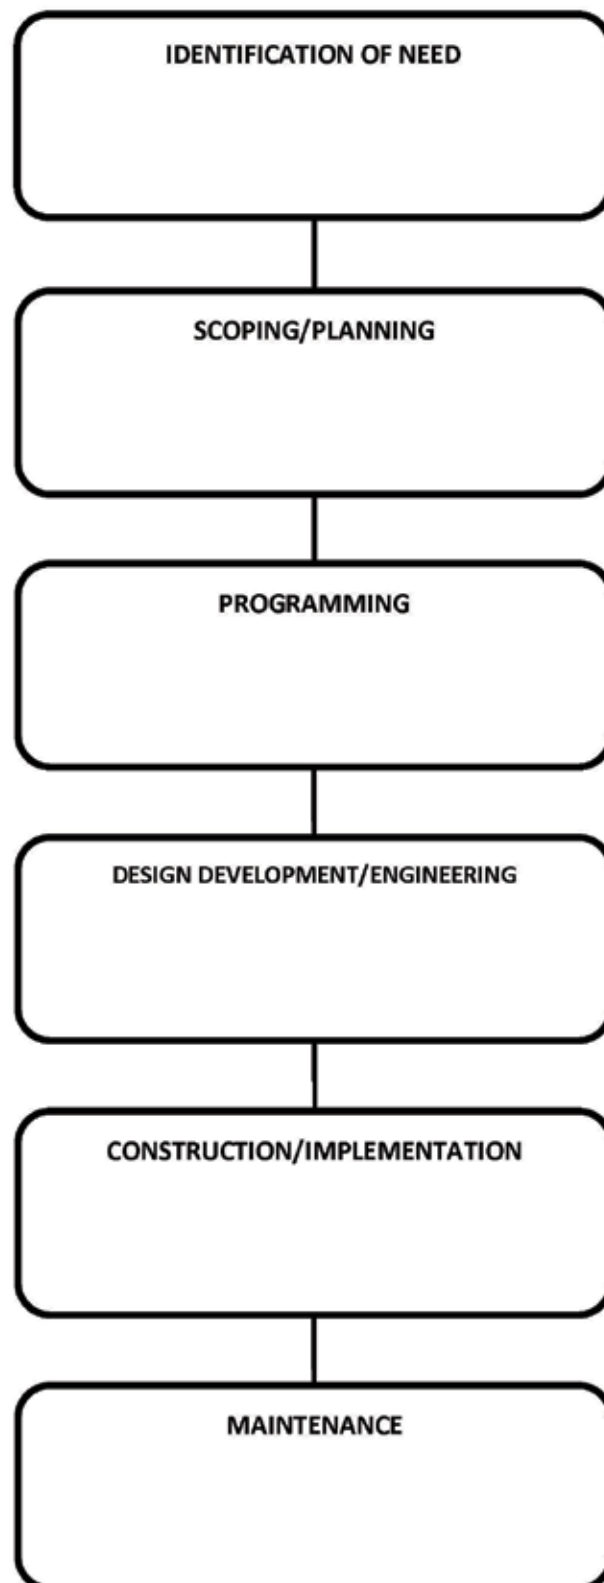 IDENTIFICATION OF NEED
SCOPING/PLANNING
PROGRAMMING
DESIGN DEVELOPMENT/ENGINEERING
CONSTRUCTION/IMPLEMENTATION
MAINTENANCE